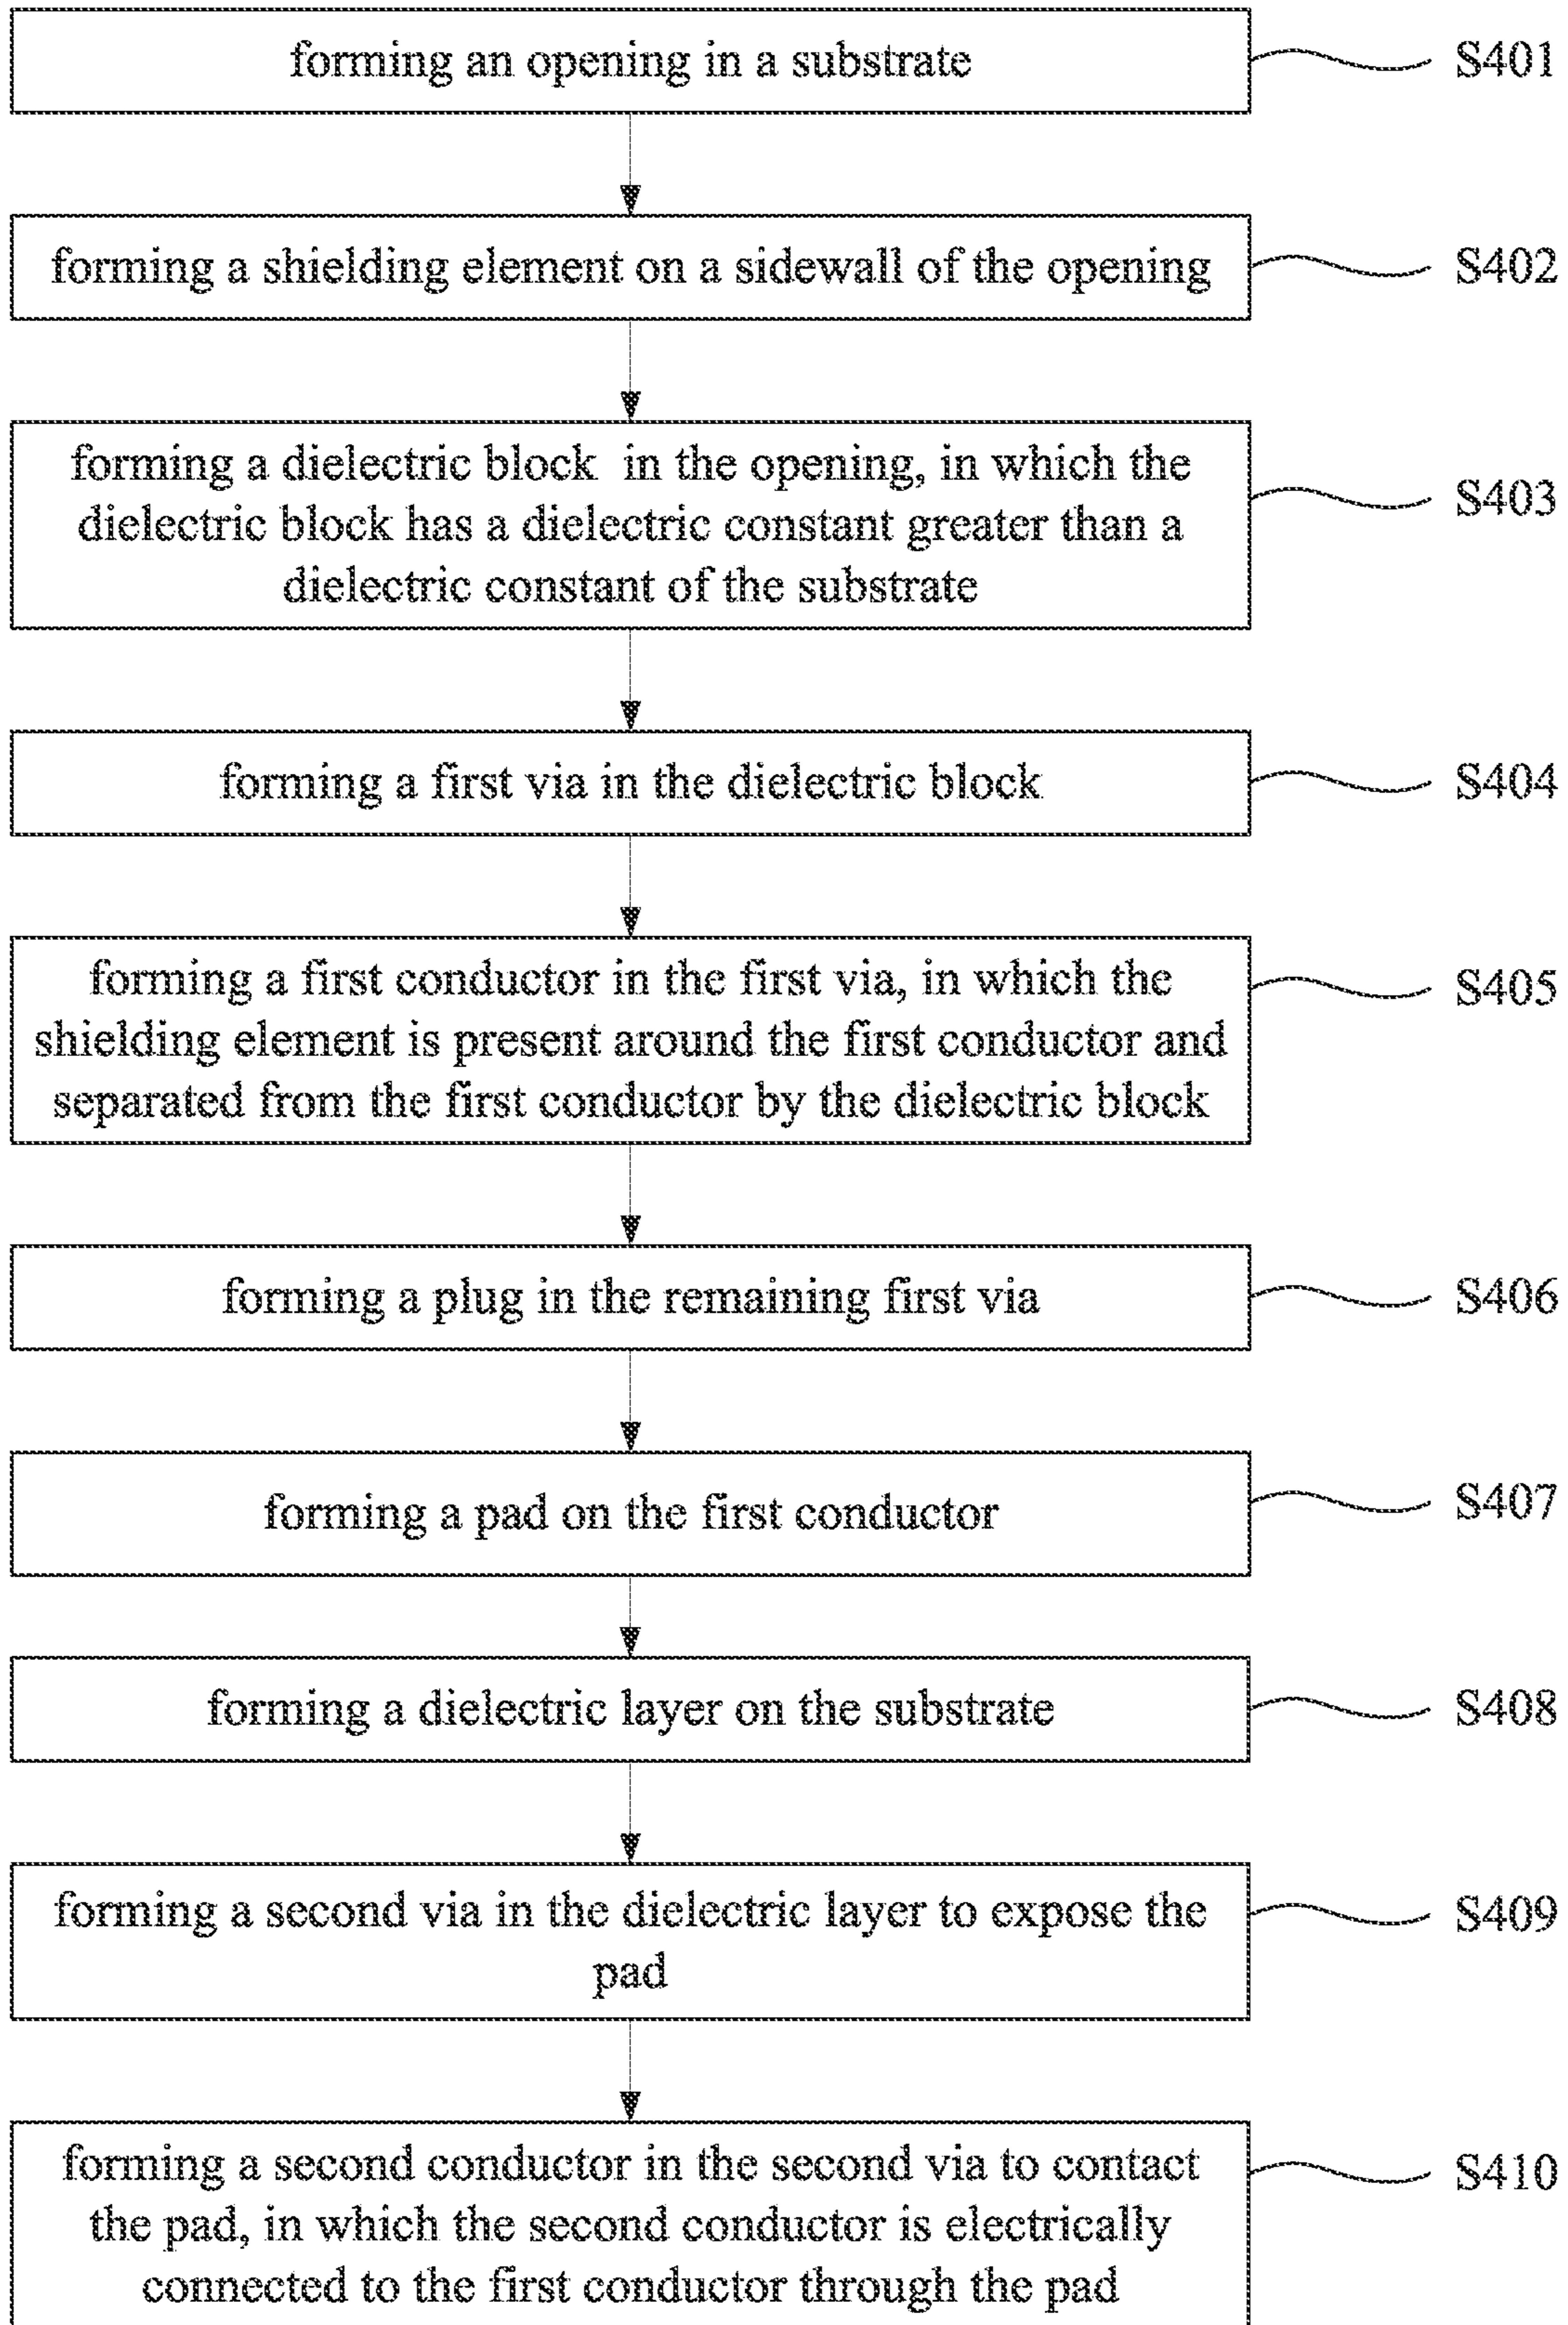 forming an opening in a substrate
S401
forming a shielding element on a sidewall of the opening
S402
forming a dielectric block in the opening, in which the
dielectric block has a dielectric constant greater than a
dielectric constant of the substrate
S403
forming a first via in the dielectric block
S404
forming a first conductor in the first via, in which the
shielding element is present around the first conductor and
separated from the first conductor by the dielectric block
S405
forming a plug in the remaining first via
S406
forming a pad on the first conductor
S407
forming a dielectric layer on the substrate
S408
forming a second via in the dielectric layer to expose the
pad
S409
forming a second conductor in the second via to contact
the pad, in which the second conductor is electrically
connected to the first conductor through the pad
S410